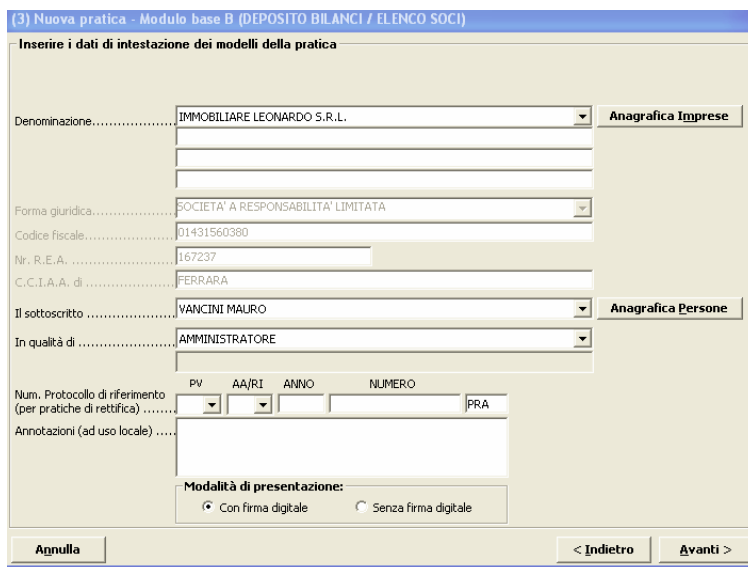 (3) Nuova pratica - Modulo base B (DEPOSITO BILANCI / ELENCO SOCI)
Inserire i dati di intestazione dei modelli della pratica
Denominazione................... IMMOBILIARE LEONARDO S.R.L. Anagrafica Imprese
Forma giuridica................... SOCIETA' A RESPONSABILITA' LIMITATA
Codice fiscale.................... 01431560380
Nr. R.E.A. ....................... 167237
C.C.I.A.A. di .................... FERRARA
Il sottoscritto .................... VANCINI MAURO Anagrafica Persone
In qualità di ...................... AMMINISTRATORE
PV AA/RI ANNO NUMERO
Num. Protocollo di riferimento
(per pratiche di rettifica) ........ PRA
Annotazioni (ad uso locale) .....
Modalità di presentazione:
Con firma digitale Senza firma digitale
Annulla < Indietro Avanti >